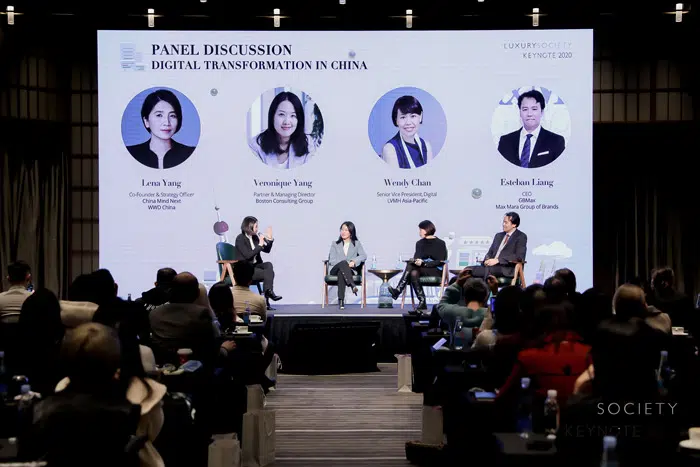 PANEL DISCUSSION
DIGITAL TRANSFORMATION IN CHINA
LUXURYSOCIETY
KEYNOTE 2020
Lena Yang
Co-Founder & Strategy Officer
China Mind Next
WWD China
Veronique Yang
Partner & Managing Director
Boston Consulting Group
Wendy Chan
Senior Vice President, Digital
LVMH Asia-Pacific
Esteban Liang
CEO
GBMax
Max Mara Group of Brands
SOCIETY
KEYNOTE